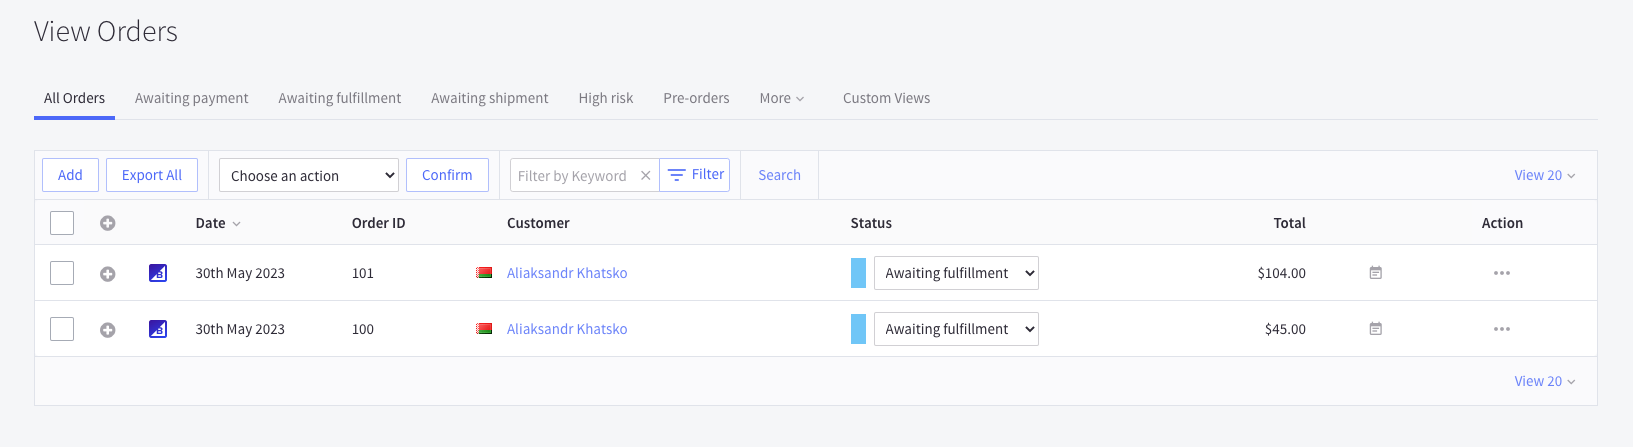 View Orders
All Orders Awaiting payment Awaiting fulfillment Awaiting shipment High risk Pre-orders More Custom Views
Add Export All Choose an action Confirm Filter by Keyword Filter Search View 20
Date Order ID Customer Status Total Action
B 30th May 2023 101 Aliaksandr Khatsko Awaiting fulfillment $104.00
B 30th May 2023 100 Aliaksandr Khatsko Awaiting fulfillment $45.00
View 20